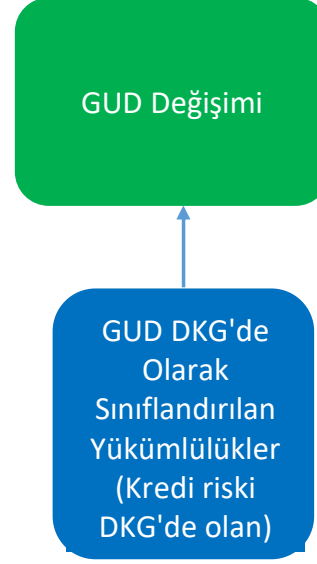 GUD Değişimi
GUD DKG'de
Olarak
Sınıflandırılan
Yükümlülükler
(Kredi riski
DKG'de olan)